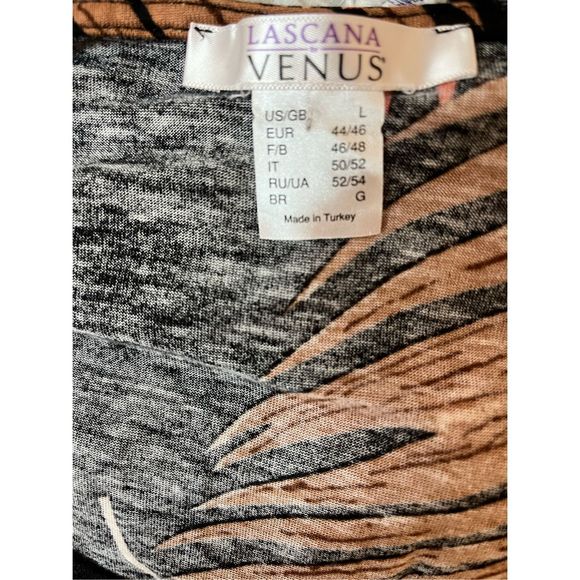 LASCANA
by
VENUS
US/GB L
EUR 44/46
F/B 46/48
IT 50/52
RU/UA 52/54
BR G
Made in Turkey